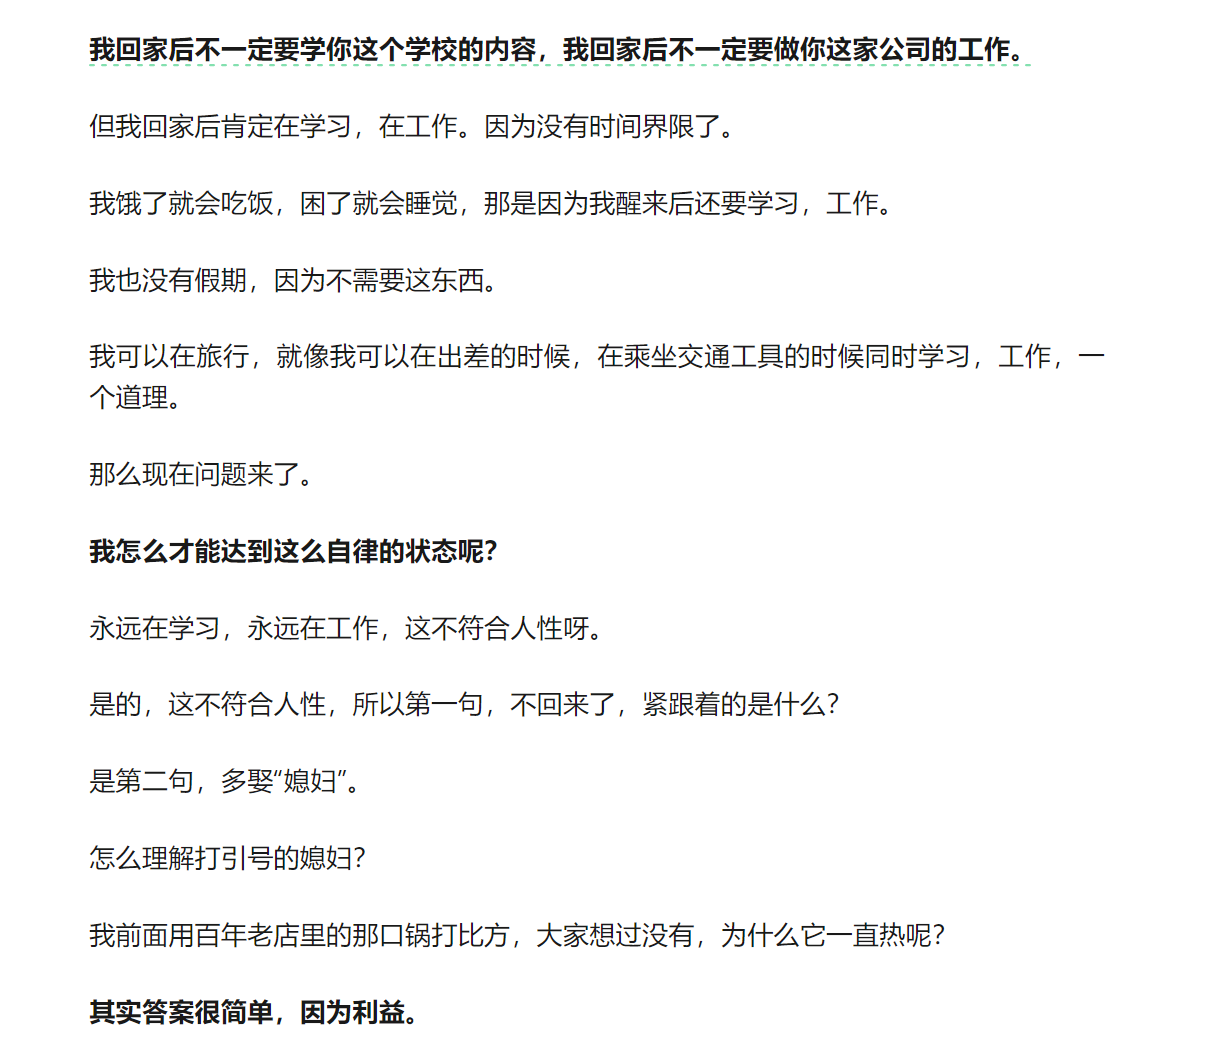 我回家后不一定要学你这个学校的内容，我回家后不一定要做你这家公司的工作。
但我回家后肯定在学习，在工作。因为没有时间界限了。
我饿了就会吃饭，困了就会睡觉，那是因为我醒来后还要学习，工作。
我也没有假期，因为不需要这东西。
我可以在旅行，就像我可以在出差的时候，在乘坐交通工具的时候同时学习，工作，一
个道理。
那么现在问题来了。
我怎么才能达到这么自律的状态呢？
永远在学习，永远在工作，这不符合人性呀。
是的，这不符合人性，所以第一句，不回来了，紧跟着的是什么？
是第二句，多娶“媳妇”。
怎么理解打引号的媳妇？
我前面用百年老店里的那口锅打比方，大家想过没有，为什么它一直热呢？
其实答案很简单，因为利益。